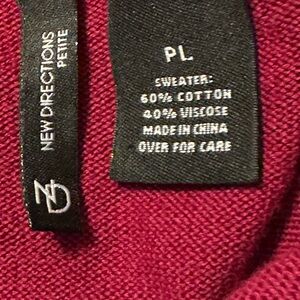 NEW DIRECTIONS
PETITE
ND
PL
SWEATER:
60% COTTON
40% VISCOSE
MADE IN CHINA
OVER FOR CARE